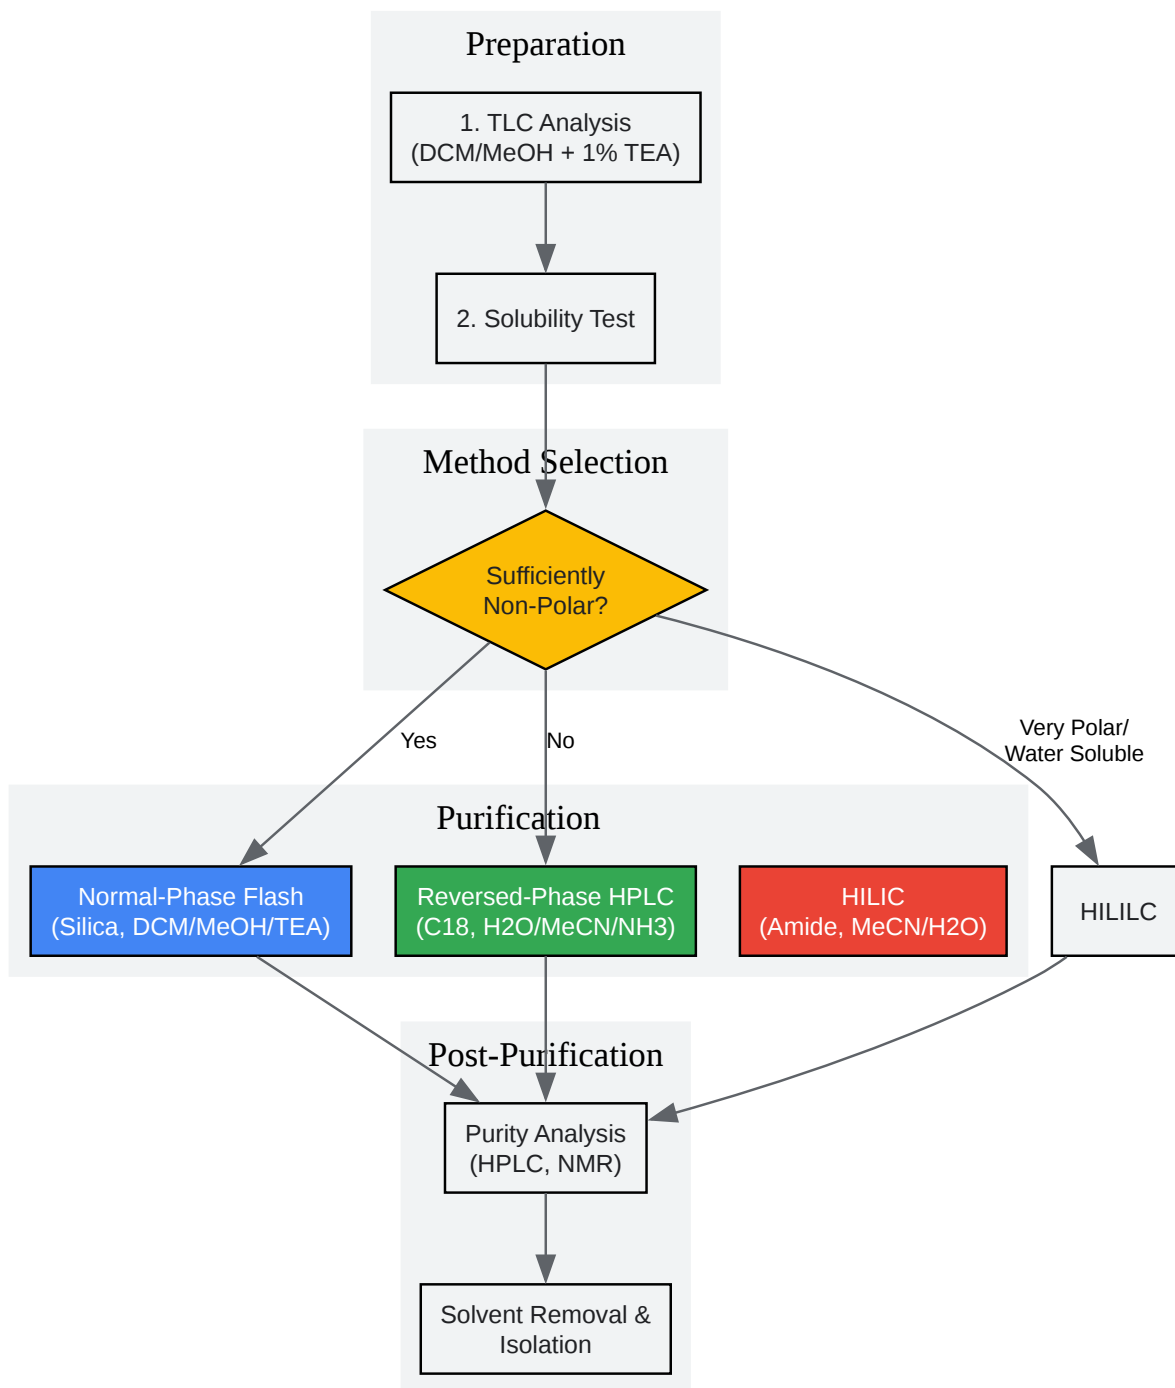 Preparation
1. TLC Analysis
(DCM/MeOH + 1% TEA)
2. Solubility Test
Method Selection
Sufficiently
Non-Polar?
Yes
No
Very Polar/
Water Soluble
Purification
Normal-Phase Flash
(Silica, DCM/MeOH/TEA)
Reversed-Phase HPLC
(C18, H2O/MeCN/NH3)
HILIC
(Amide, MeCN/H2O)
HILILC
Post-Purification
Purity Analysis
(HPLC, NMR)
Solvent Removal &
Isolation